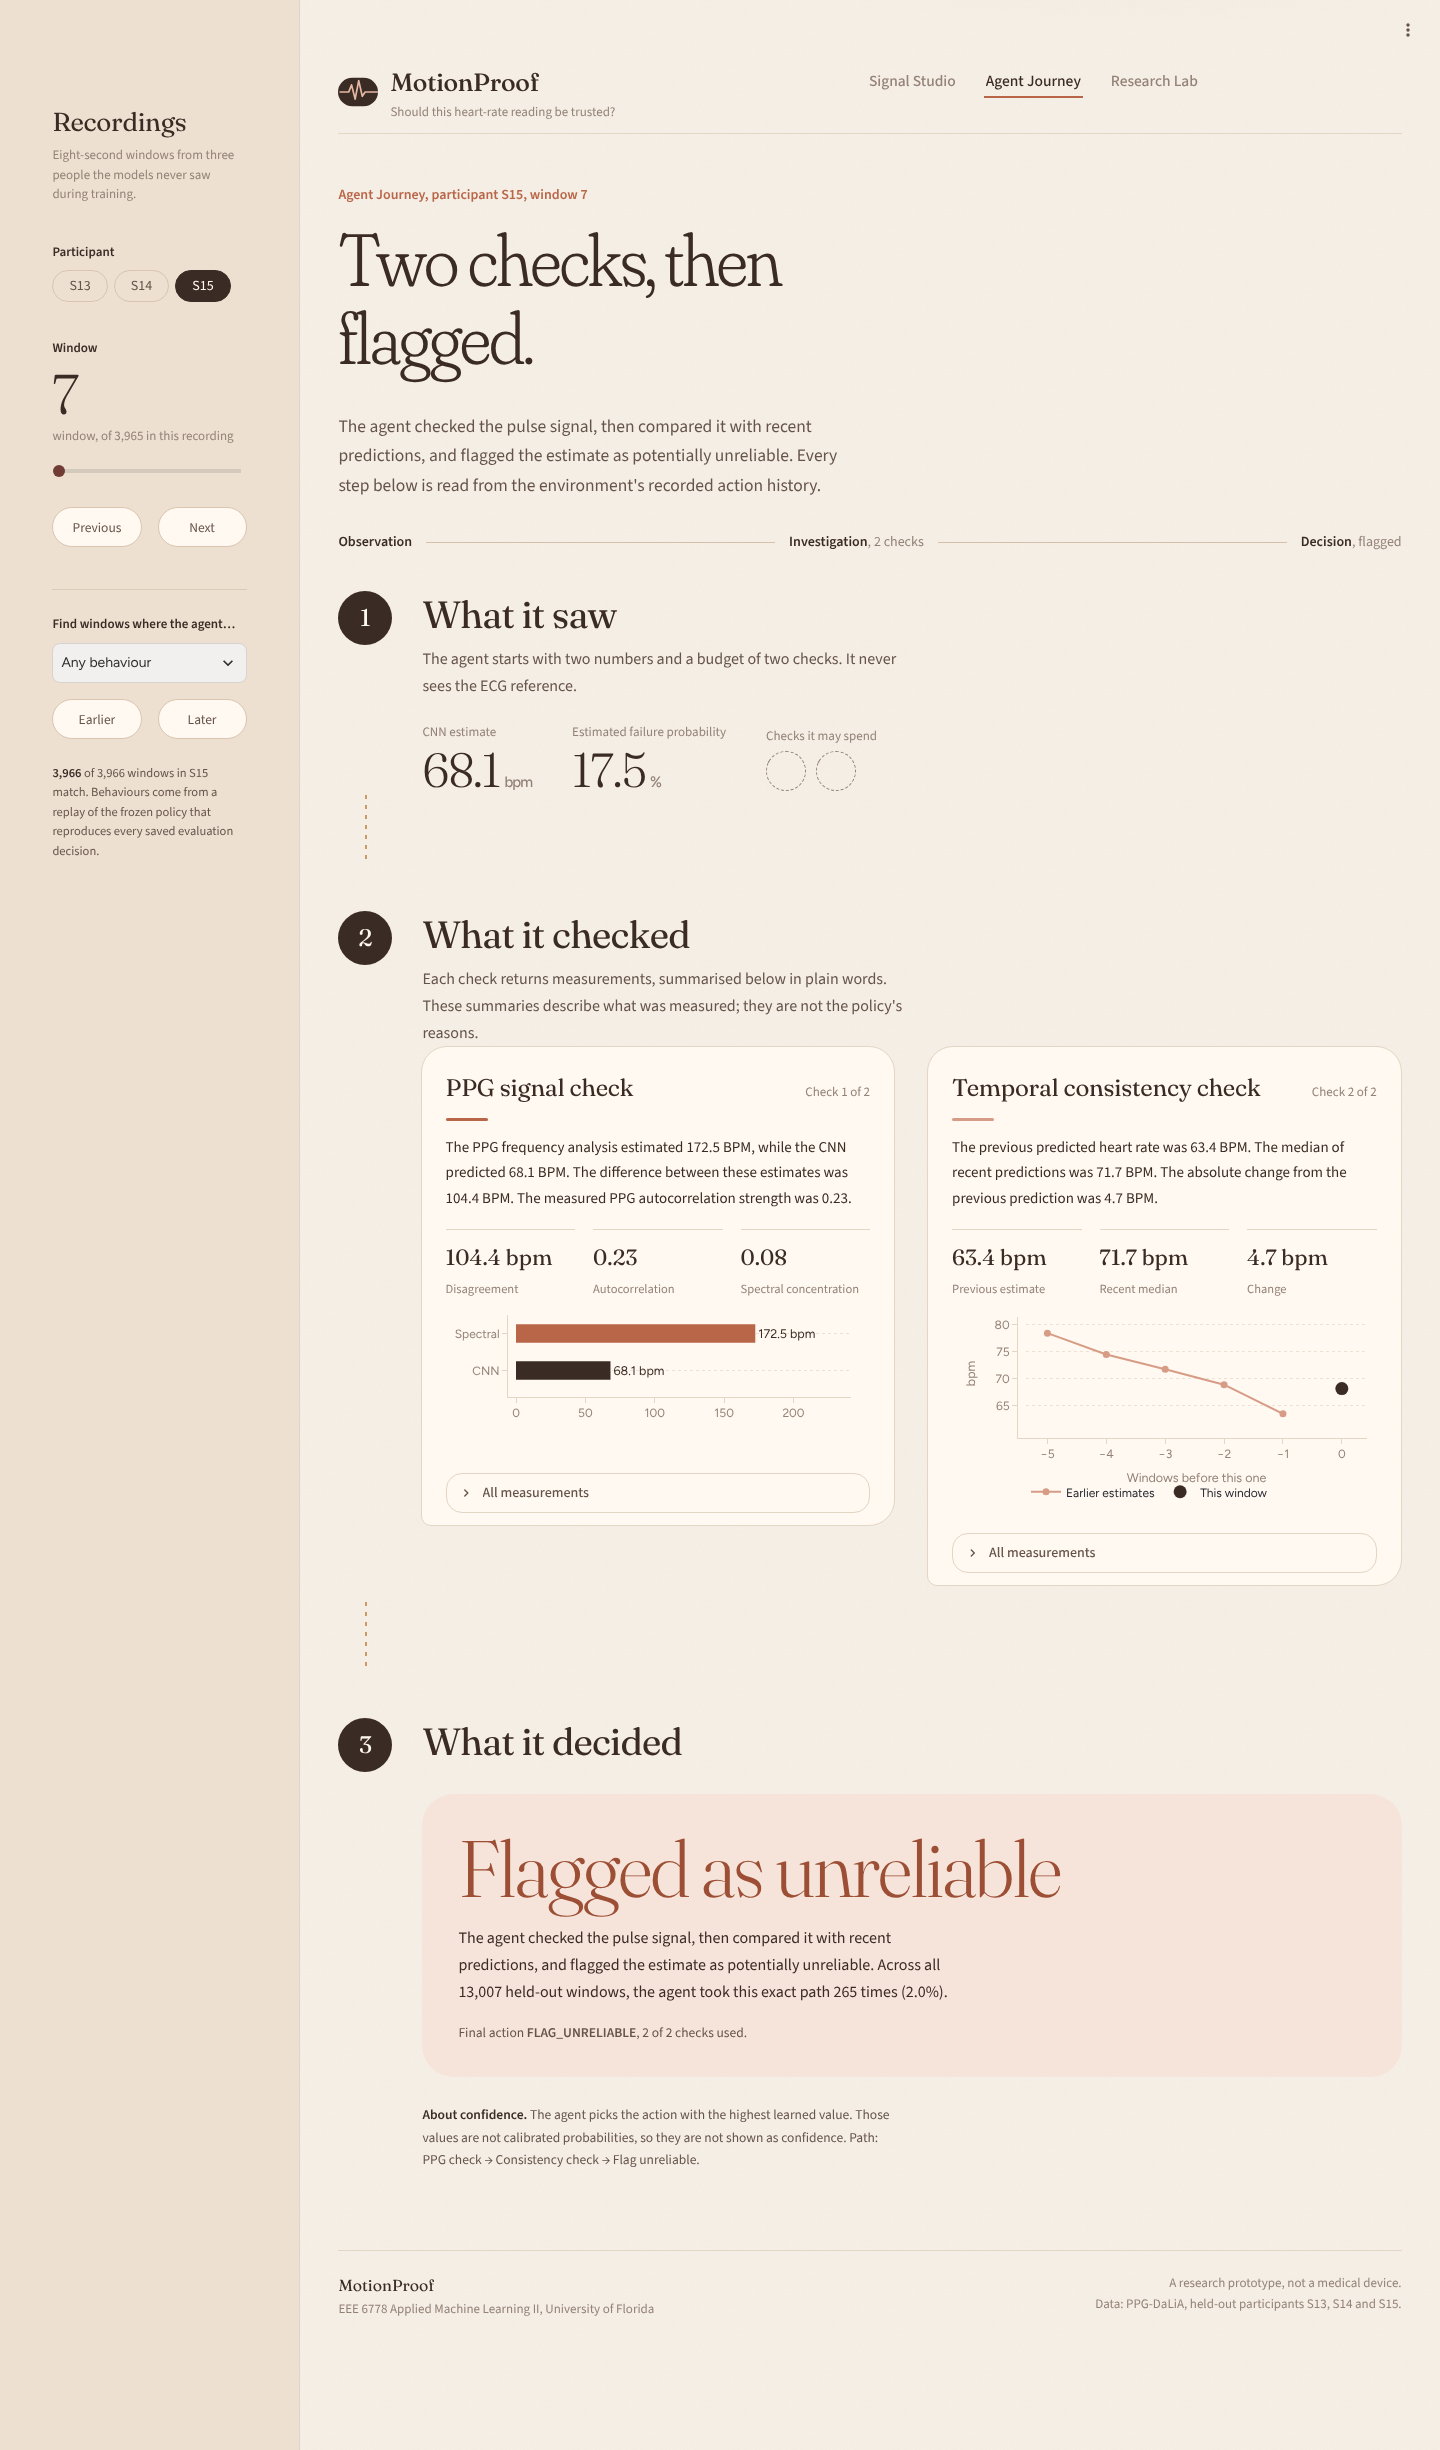 Recordings
Eight-second windows from three
people the models never saw
during training.
Participant
S13 S14 S15
Window
7
window, of 3,965 in this recording
Previous Next
Find windows where the agent…
Any behaviour
Earlier Later
3,966 of 3,966 windows in S15
match. Behaviours come from a
replay of the frozen policy that
reproduces every saved evaluation
decision.
MotionProof
Should this heart-rate reading be trusted?
Signal Studio Agent Journey Research Lab
Agent Journey, participant S15, window 7
Two checks, then
flagged.
The agent checked the pulse signal, then compared it with recent
predictions, and flagged the estimate as potentially unreliable. Every
step below is read from the environment's recorded action history.
Observation Investigation, 2 checks Decision, flagged
1 What it saw
The agent starts with two numbers and a budget of two checks. It never
sees the ECG reference.
CNN estimate Estimated failure probability Checks it may spend
68.1 bpm 17.5 %
2 What it checked
Each check returns measurements, summarised below in plain words.
These summaries describe what was measured; they are not the policy's
reasons.
PPG signal check Check 1 of 2
The PPG frequency analysis estimated 172.5 BPM, while the CNN
predicted 68.1 BPM. The difference between these estimates was
104.4 BPM. The measured PPG autocorrelation strength was 0.23.
104.4 bpm 0.23 0.08
Disagreement Autocorrelation Spectral concentration
Spectral 172.5 bpm
CNN 68.1 bpm
0 50 100 150 200
All measurements
Temporal consistency check Check 2 of 2
The previous predicted heart rate was 63.4 BPM. The median of
recent predictions was 71.7 BPM. The absolute change from the
previous prediction was 4.7 BPM.
63.4 bpm 71.7 bpm 4.7 bpm
Previous estimate Recent median Change
80
75
70
65
bpm
−5 −4 −3 −2 −1 0
Windows before this one
Earlier estimates This window
All measurements
3 What it decided
Flagged as unreliable
The agent checked the pulse signal, then compared it with recent
predictions, and flagged the estimate as potentially unreliable. Across all
13,007 held-out windows, the agent took this exact path 265 times (2.0%).
Final action FLAG_UNRELIABLE, 2 of 2 checks used.
About confidence. The agent picks the action with the highest learned value. Those
values are not calibrated probabilities, so they are not shown as confidence. Path:
PPG check → Consistency check → Flag unreliable.
MotionProof
EEE 6778 Applied Machine Learning II, University of Florida
A research prototype, not a medical device.
Data: PPG-DaLiA, held-out participants S13, S14 and S15.